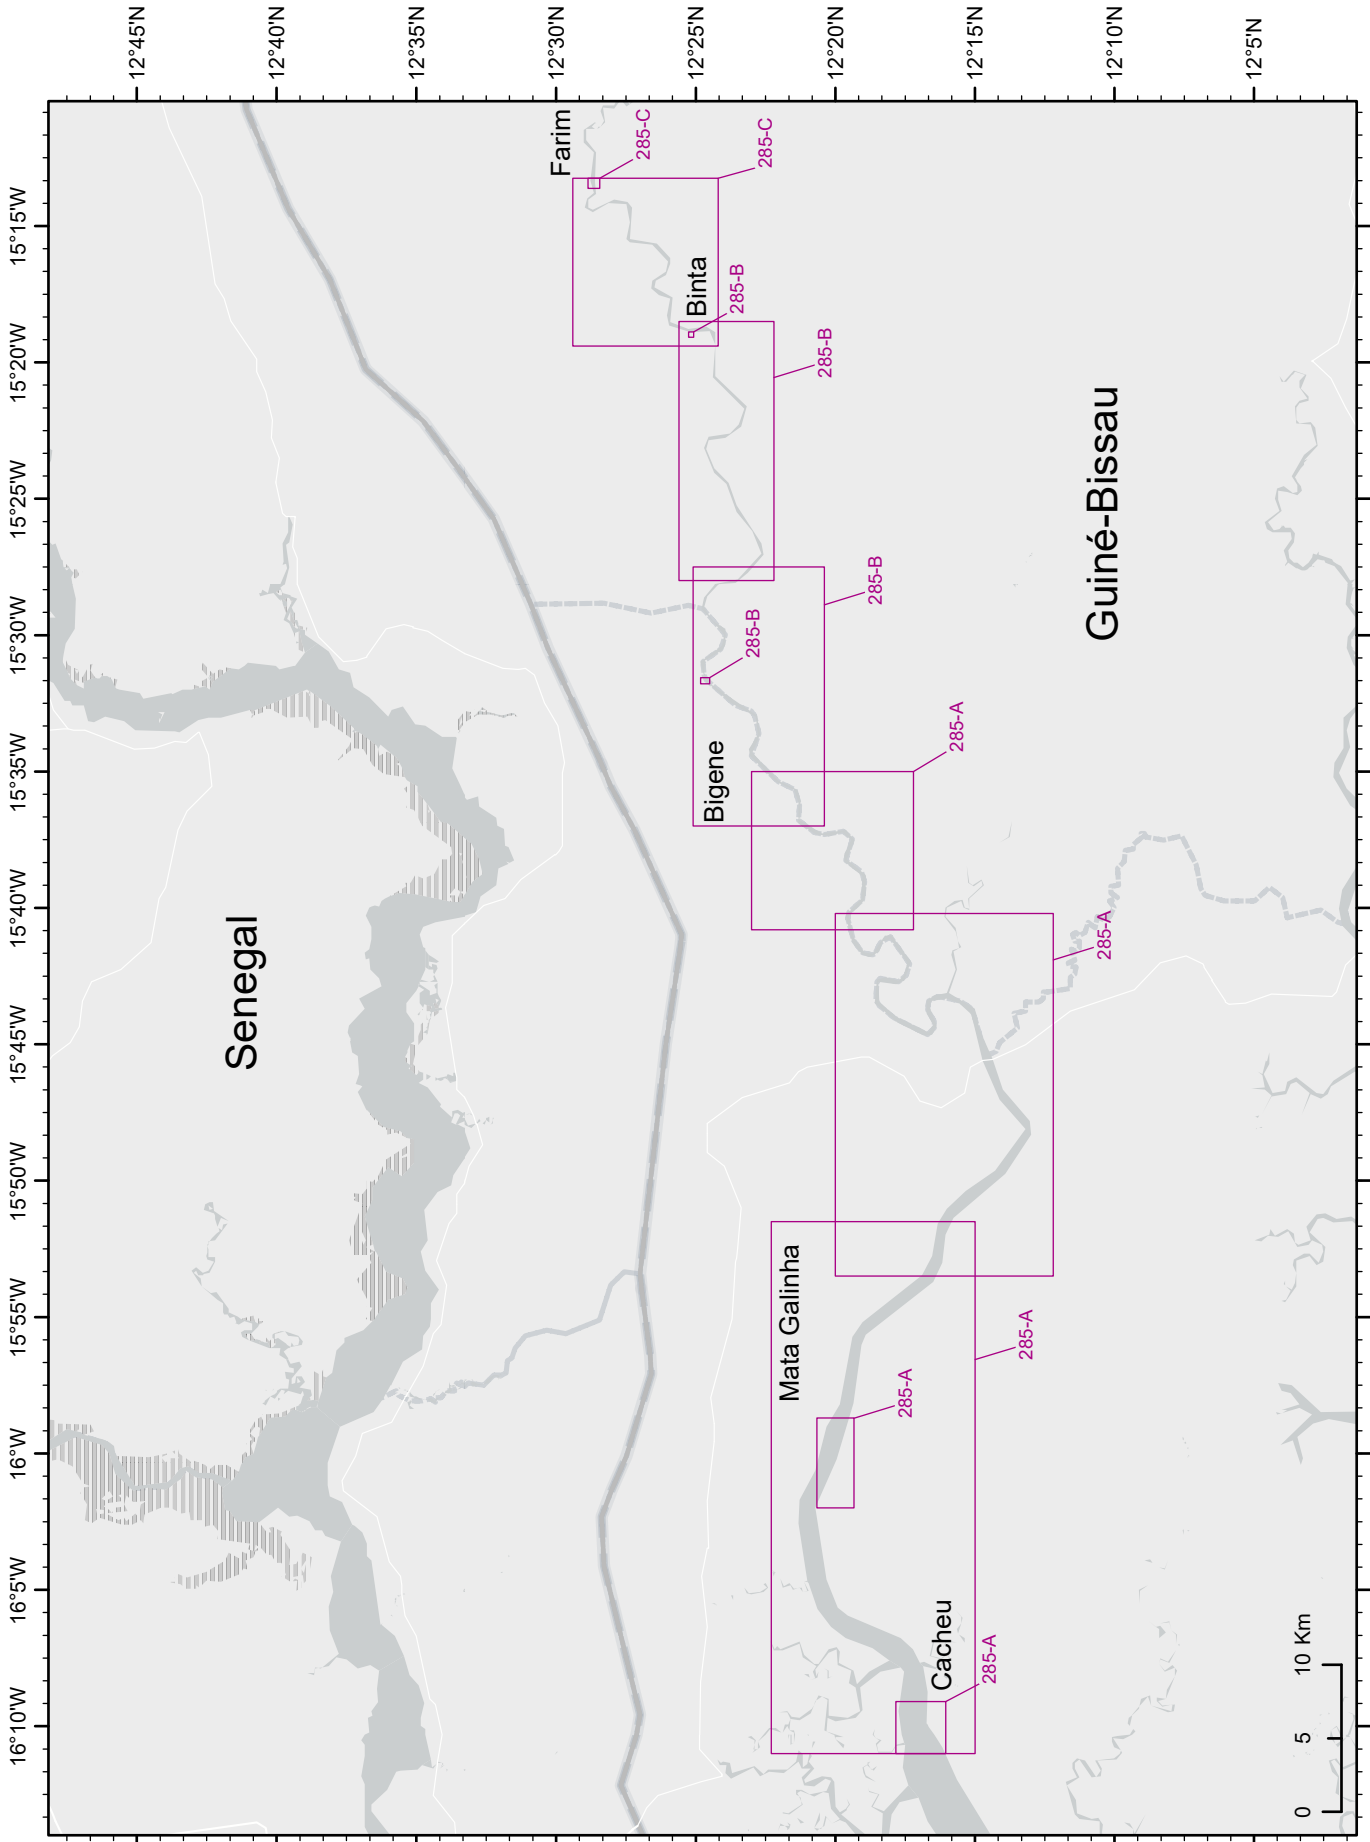 16°10'W
16°5'W
16°W
15°55'W
15°50'W
15°45'W
15°40'W
15°35'W
15°30'W
15°25'W
15°20'W
15°15'W
12°45'N
12°40'N
12°35'N
12°30'N
12°25'N
12°20'N
12°15'N
12°10'N
12°5'N
Senegal
Farim
285-C
285-C
Binta
285-B
285-B
285-B
285-B
Bigene
285-A
285-A
Mata Galinha
285-A
285-A
Cacheu
285-A
Guiné-Bissau
0 5 10 Km